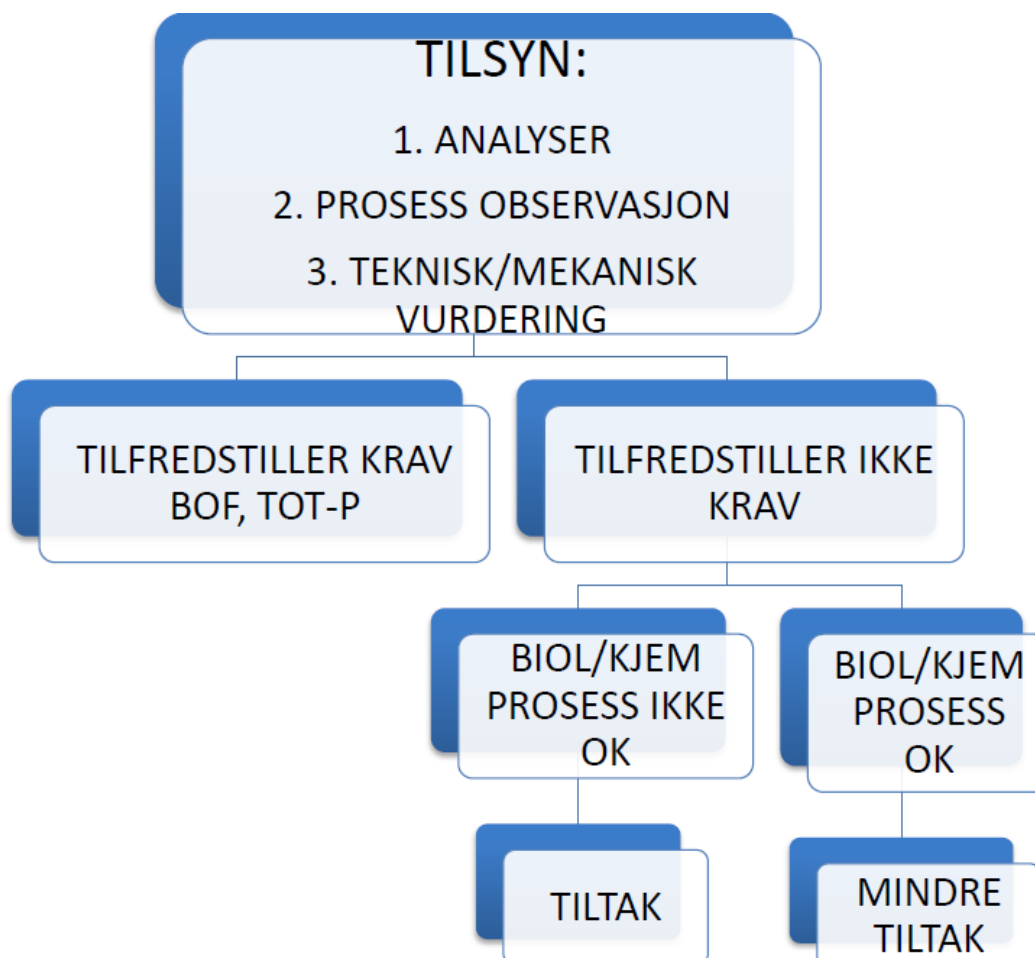 TILSYN:
1. ANALYSER
2. PROSESS OBSERVASJON
3. TEKNISK/MEKANISK
VURDERING
TILFREDSTILLER KRAV
BOF, TOT-P
TILFREDSTILLER IKKE
KRAV
BIOL/KJEM
PROSESS IKKE
OK
BIOL/KJEM
PROSESS
OK
TILTAK
MINDRE
TILTAK